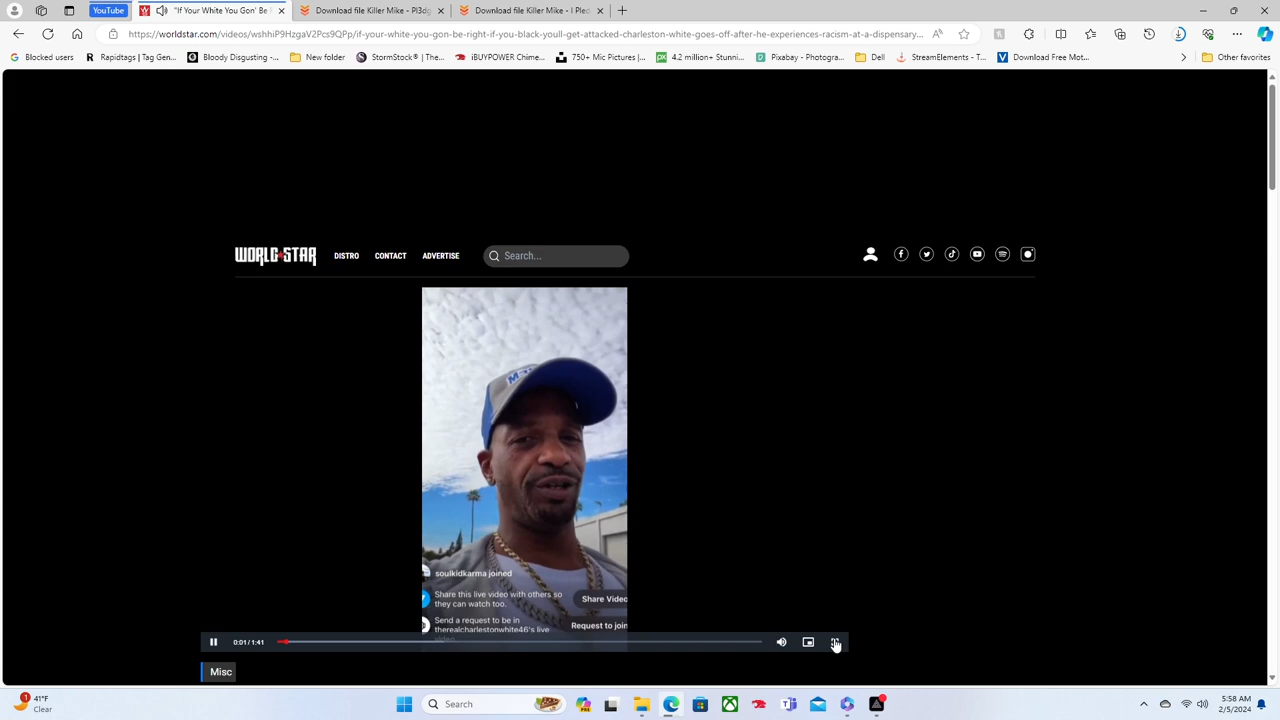 YouTube
"If Your White You Gon' Be F
Download file Killer Mike - Pl3dg
Download file Killer Mike - I Pled
https://worldstar.com/videos/wshhiP9HzgaV2Pcs9QPp/if-your-white-you-gon-be-right-if-you-black-youll-get-attacked-charleston-white-goes-off-after-he-experiences-racism-at-a-dispensary...
Blocked users
Rapidtags | Tag Gen...
Bloody Disgusting -...
New folder
StormStock® | The...
iBUYPOWER Chime...
750+ Mic Pictures |...
4.2 million+ Stunni...
Pixabay - Photogra...
Dell
StreamElements - T...
Download Free Mot...
Other favorites
WORLD STAR
DISTRO
CONTACT
ADVERTISE
Search...
soulkidkarma joined
Share this live video with others so
they can watch too.
Share Video
Send a request to be in
therealcharlestonwhite46's live
video
Request to join
0:01 / 1:41
Misc
1
41°F
Clear
Search
5:58 AM
2/5/2024